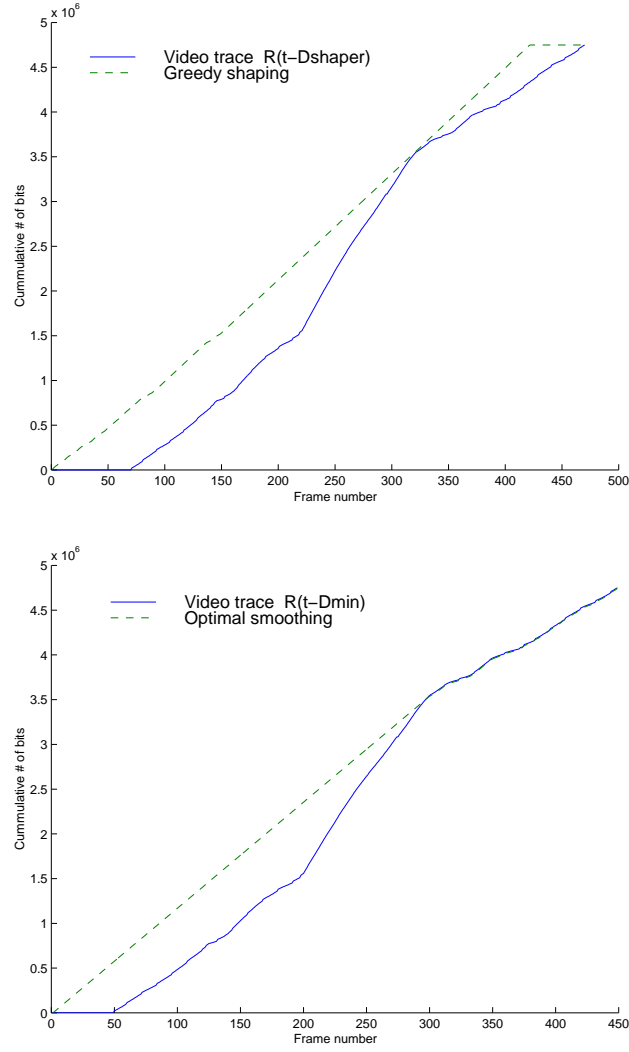 x 10^6
5
4.5
4
3.5
3
2.5
2
1.5
1
0.5
0
Cummulative # of bits
Video trace  R(t−Dshaper)
Greedy shaping
0 50 100 150 200 250 300 350 400 450 500
Frame number
x 10^6
5
4.5
4
3.5
3
2.5
2
1.5
1
0.5
0
Cummulative # of bits
Video trace  R(t−Dmin)
Optimal smoothing
0 50 100 150 200 250 300 350 400 450
Frame number